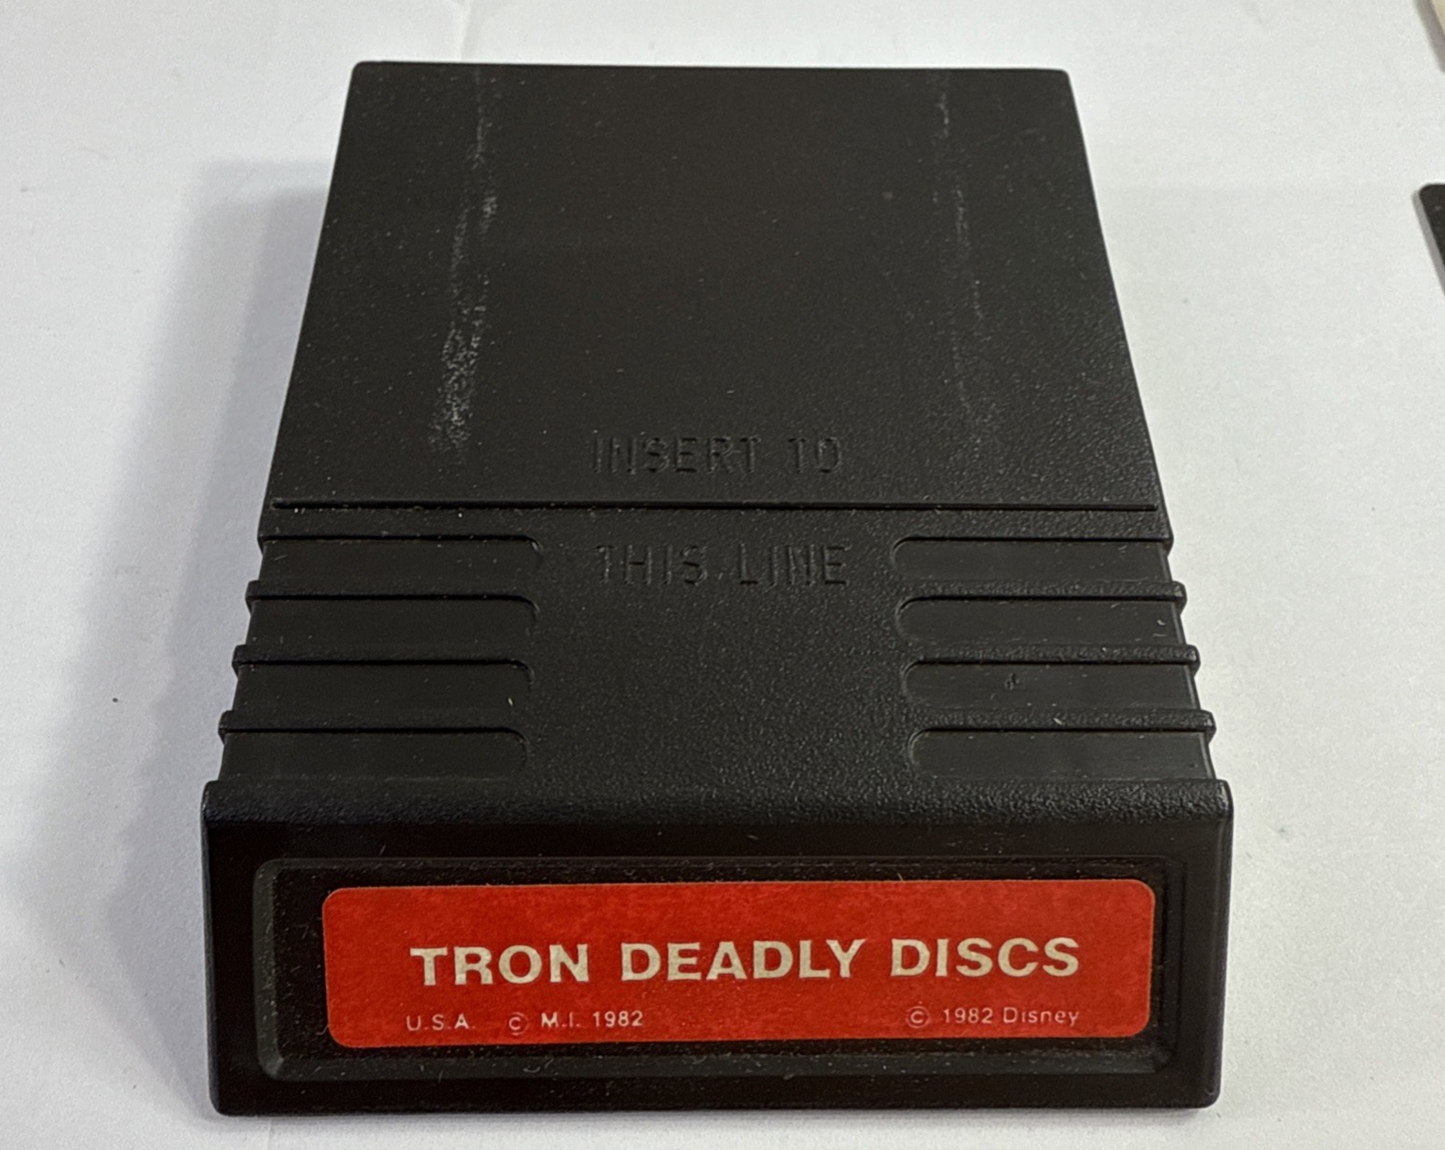 INSERT TO
THIS LINE
TRON DEADLY DISCS
U.S.A. © M.I. 1982 © 1982 Disney